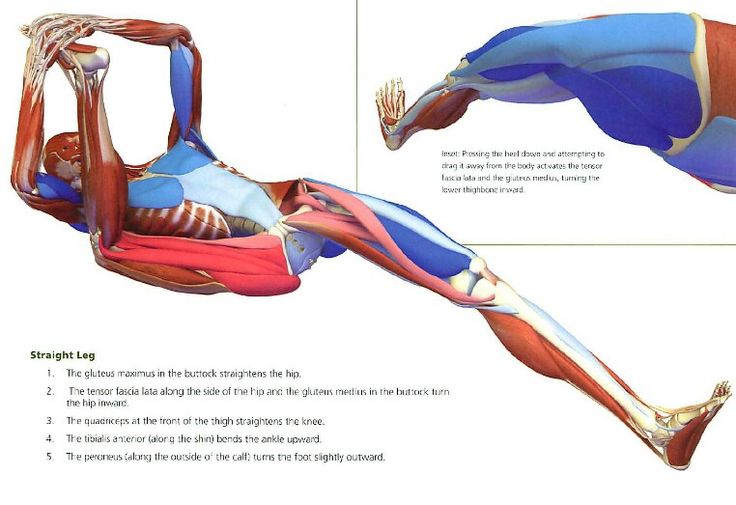 Inset: Pressing the heel down and attempting to
drag it away from the body activates the tensor
fascia lata and the gluteus medius, turning the
lower thighbone inward.
Straight Leg
1. The gluteus maximus in the buttock straightens the hip.
2. The tensor fascia lata along the side of the hip and the gluteus medius in the buttock turn
the hip inward.
3. The quadriceps at the front of the thigh straightens the knee.
4. The tibialis anterior (along the shin) bends the ankle upward.
5. The peroneus (along the outside of the calf) turns the foot slightly outward.